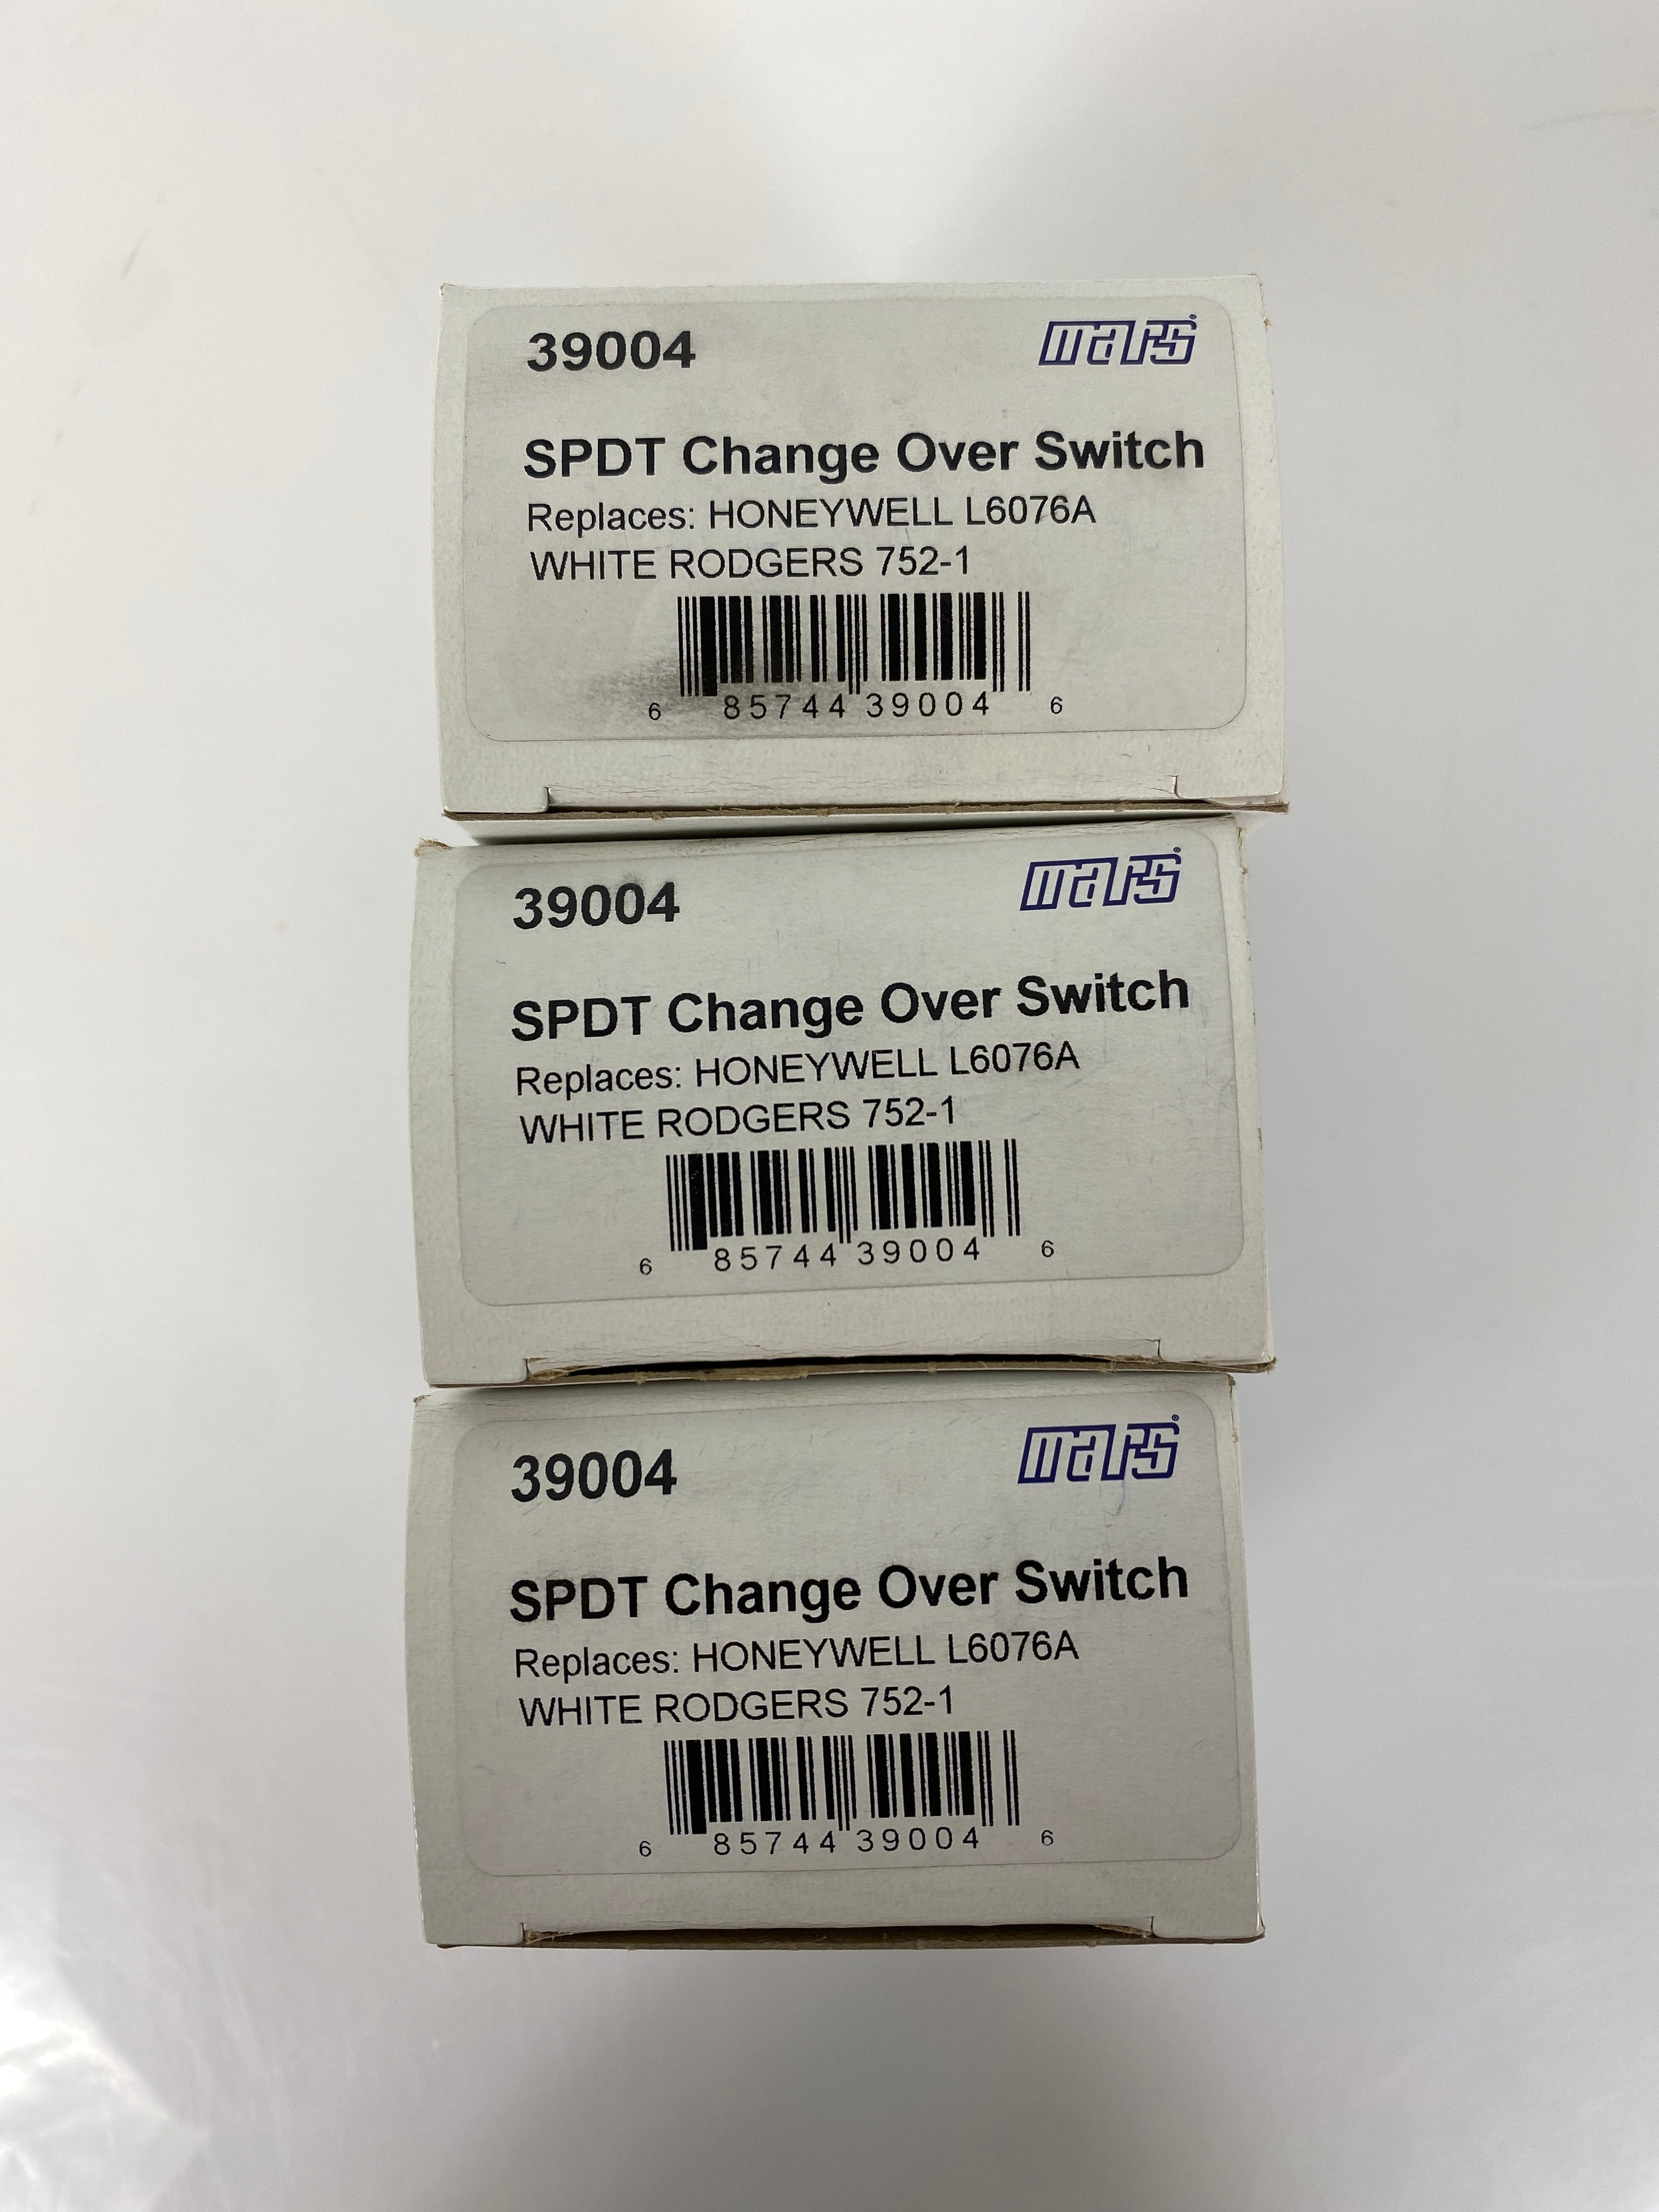 39004 mars®
SPDT Change Over Switch
Replaces: HONEYWELL L6076A
WHITE RODGERS 752-1
6 85744 39004 6
39004 mars®
SPDT Change Over Switch
Replaces: HONEYWELL L6076A
WHITE RODGERS 752-1
6 85744 39004 6
39004 mars®
SPDT Change Over Switch
Replaces: HONEYWELL L6076A
WHITE RODGERS 752-1
6 85744 39004 6